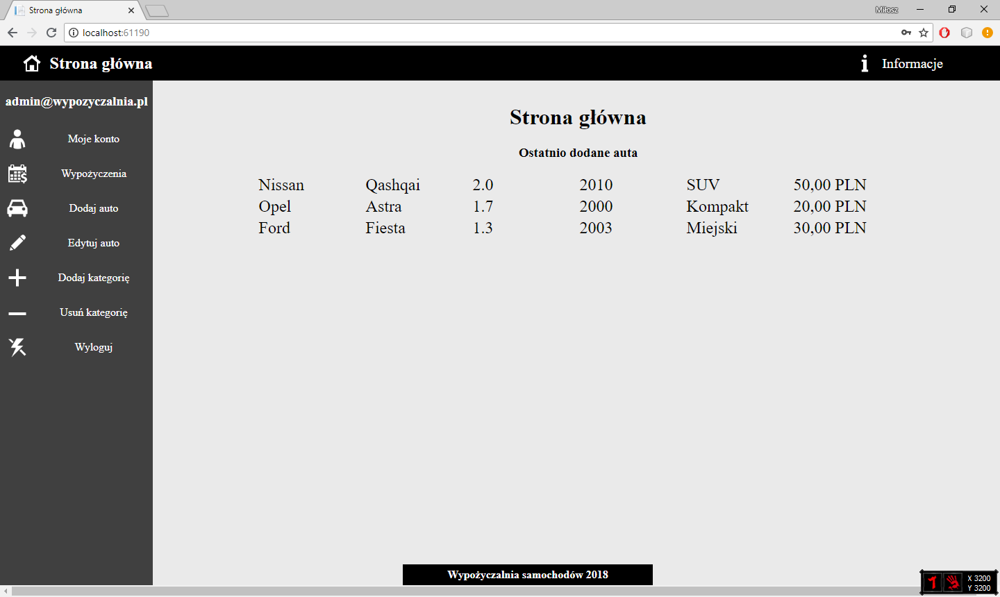 Strona główna
Miłosz
localhost:61190
Strona główna
Informacje
admin@wypozyczalnia.pl
Moje konto
Wypożyczenia
Dodaj auto
Edytuj auto
Dodaj kategorię
Usuń kategorię
Wyloguj
Strona główna
Ostatnio dodane auta
Nissan Qashqai 2.0 2010 SUV 50,00 PLN
Opel Astra 1.7 2000 Kompakt 20,00 PLN
Ford Fiesta 1.3 2003 Miejski 30,00 PLN
Wypożyczalnia samochodów 2018
X 3200
Y 3200